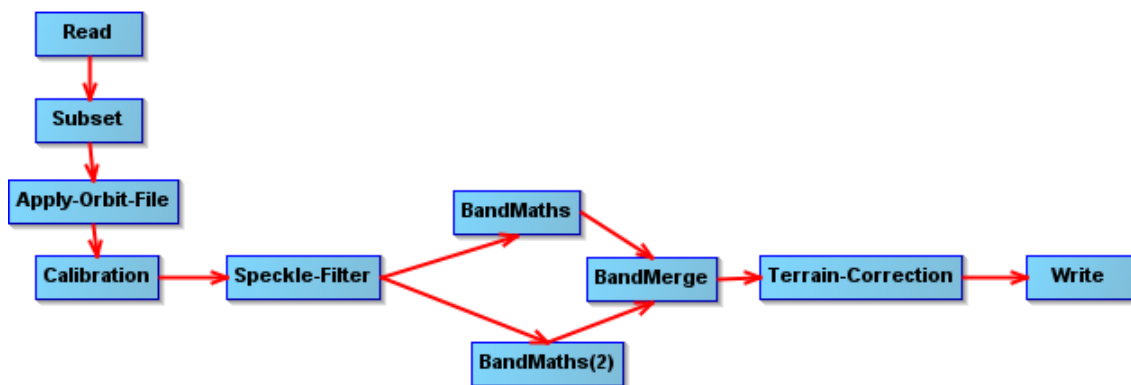 Read
Subset
Apply-Orbit-File
Calibration
Speckle-Filter
BandMaths
BandMaths(2)
BandMerge
Terrain-Correction
Write